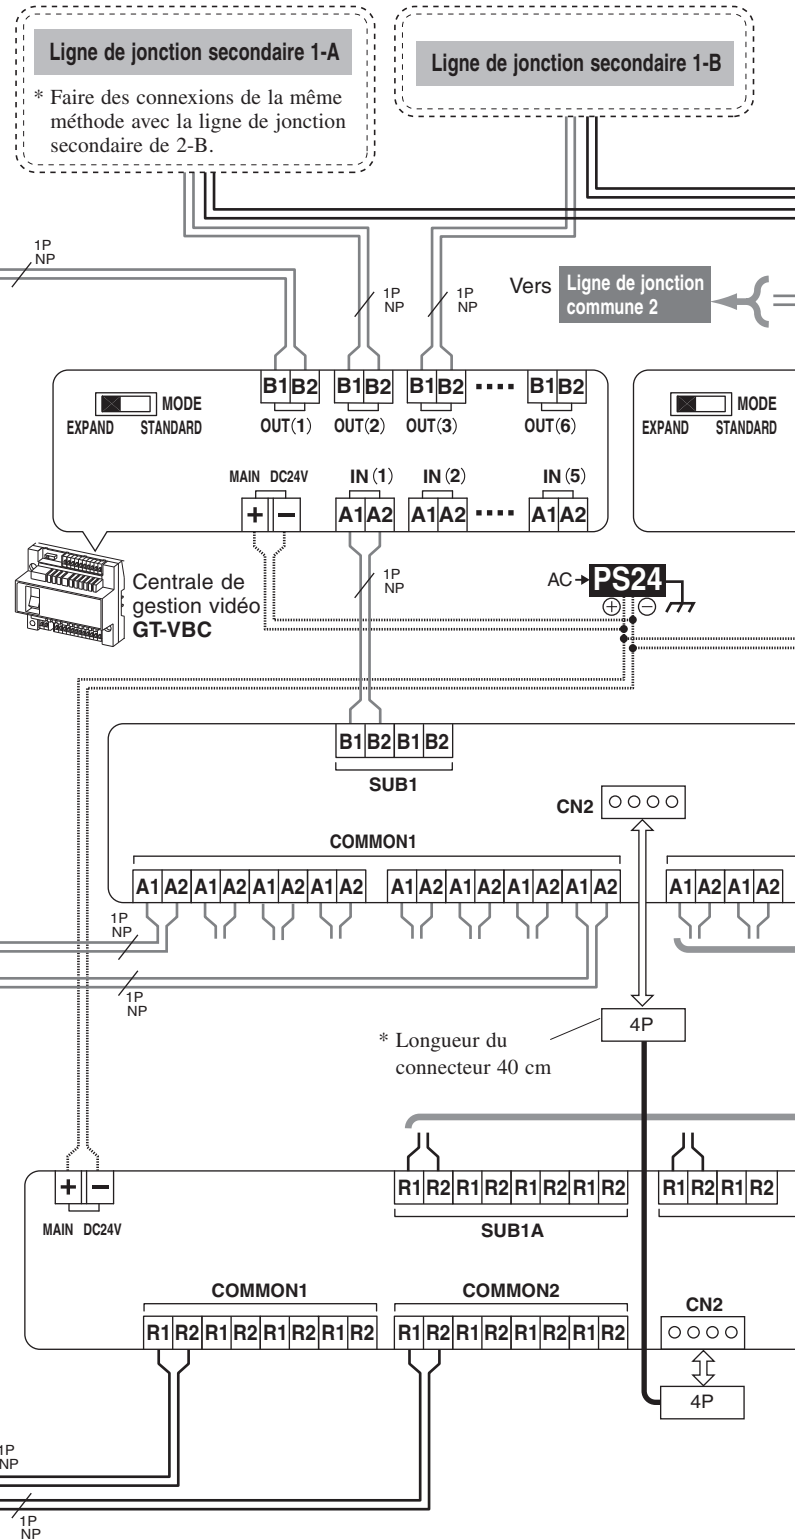 Ligne de jonction secondaire 1-A
* Faire des connexions de la même
méthode avec la ligne de jonction
secondaire de 2-B.
Ligne de jonction secondaire 1-B
1P
NP
1P
NP
1P
NP
Vers
Ligne de jonction
commune 2
B1 B2 B1 B2 B1 B2 B1 B2
MODE
EXPAND STANDARD
OUT(1) OUT(2) OUT(3) OUT(6)
MODE
EXPAND STANDARD
MAIN DC24V
IN (1) IN (2) IN (5)
+ −
A1 A2 A1 A2 A1 A2
Centrale de
gestion vidéo
GT-VBC
1P
NP
AC PS24
+ −
B1 B2 B1 B2
SUB1
CN2
COMMON1
A1 A2 A1 A2 A1 A2 A1 A2 A1 A2 A1 A2 A1 A2 A1 A2 A1 A2 A1 A2
1P
NP
1P
NP
4P
* Longueur du
connecteur 40 cm
+ −
MAIN DC24V
R1 R2 R1 R2 R1 R2 R1 R2 R1 R2 R1 R2
SUB1A
COMMON1 COMMON2
CN2
R1 R2 R1 R2 R1 R2 R1 R2 R1 R2 R1 R2 R1 R2 R1 R2
4P
1P
NP
1P
NP